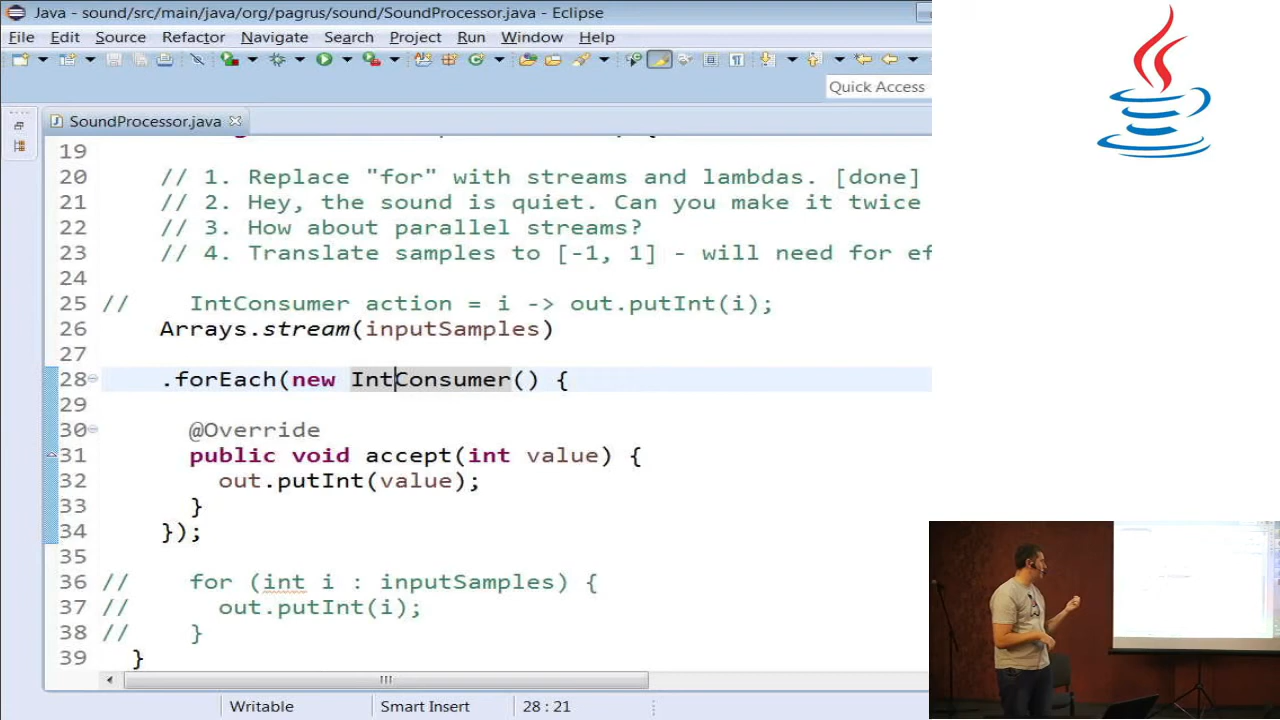 Java - sound/src/main/java/org/pagrus/sound/SoundProcessor.java - Eclipse
File Edit Source Refactor Navigate Search Project Run Window Help
Quick Access
SoundProcessor.java
19
20 // 1. Replace "for" with streams and lambdas. [done]
21 // 2. Hey, the sound is quiet. Can you make it twice
22 // 3. How about parallel streams?
23 // 4. Translate samples to [-1, 1] - will need for ef
24
25 // IntConsumer action = i -> out.putInt(i);
26 Arrays.stream(inputSamples)
27
28 .forEach(new IntConsumer() {
29
30 @Override
31 public void accept(int value) {
32 out.putInt(value);
33 }
34 });
35
36 // for (int i : inputSamples) {
37 // out.putInt(i);
38 // }
39 }
Writable Smart Insert 28 : 21